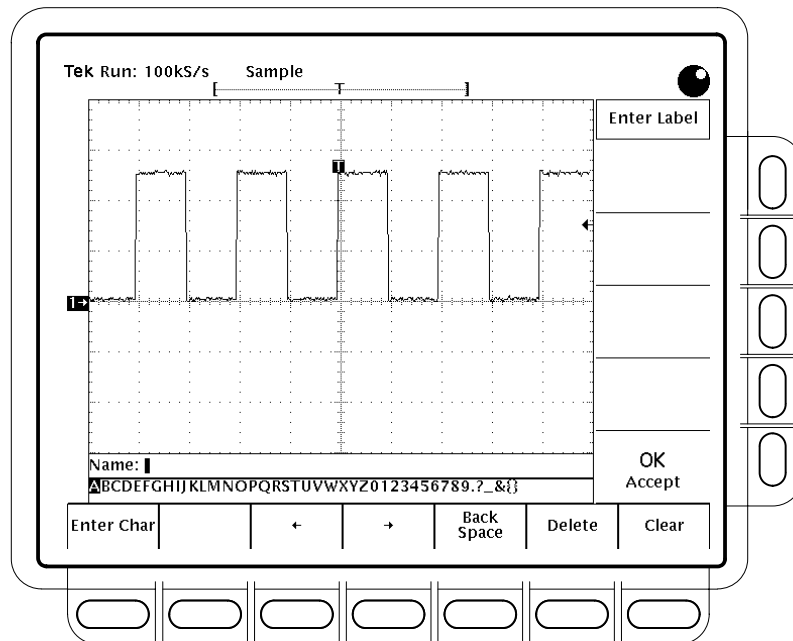 Tek Run: 100kS/s Sample
T
Enter Label
T
1→
Name:
ABCDEFGHIJKLMNOPQRSTUVWXYZ0123456789.?_&{}
OK
Accept
Enter Char
←
→
Back
Space
Delete
Clear